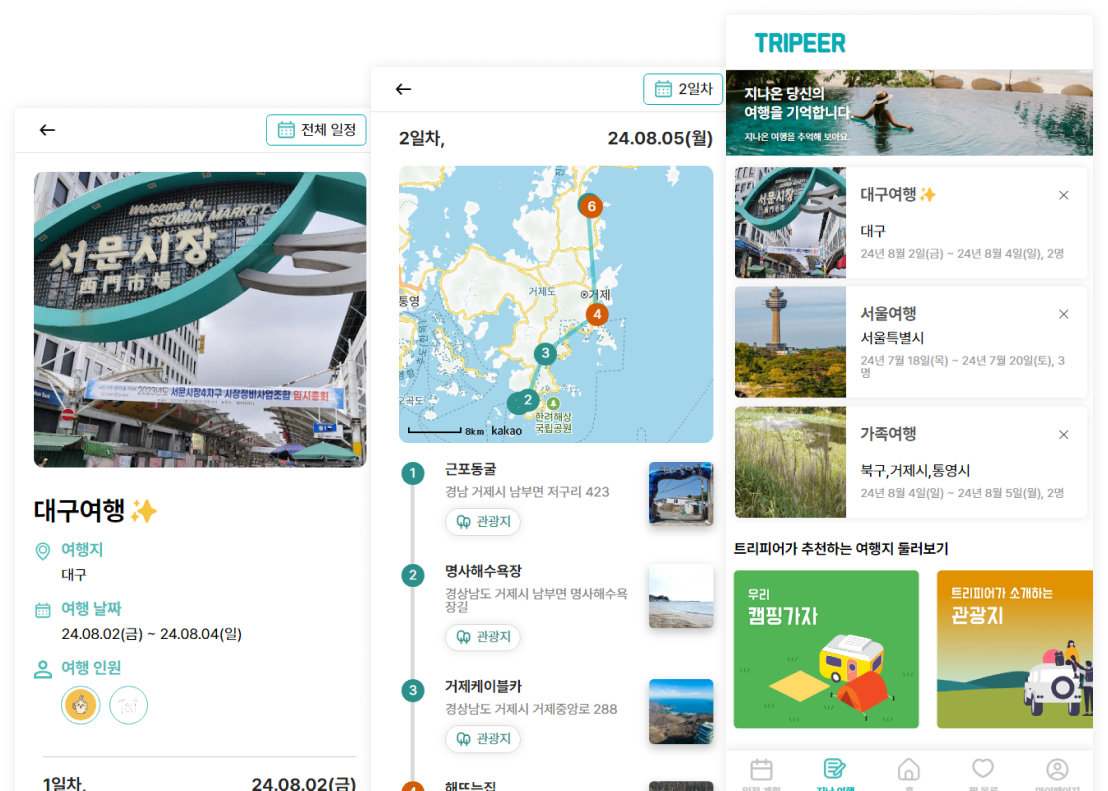 전체 일정
Welcome to
SEOMUN MARKET
서문시장
西門市場
2023년도 서문시장4지구 시장정비사업조합 임시총회
대구여행✨
여행지
대구
여행 날짜
24.08.02(금) ~ 24.08.04(일)
여행 인원
1일차,
24.08.02(금)
2일차
2일차,
24.08.05(월)
6
거제도
거제
통영
4
3
2
한려해상
국립공원
8km
kakao
1
근포동굴
경남 거제시 남부면 저구리 423
관광지
2
명사해수욕장
경상남도 거제시 남부면 명사해수욕
장길
관광지
3
거제케이블카
경상남도 거제시 거제중앙로 288
관광지
4
해뜨는집
TRIPEER
지나온 당신의
여행을 기억합니다.
지나온 여행을 추억해 보아요.
서문시장
대구여행✨
대구
24년 8월 2일(금) ~ 24년 8월 4일(일), 2명
서울여행
서울특별시
24년 7월 18일(목) ~ 24년 7월 20일(토), 3
명
가족여행
북구,거제시,통영시
24년 8월 4일(일) ~ 24년 8월 5일(월), 2명
트리피어가 추천하는 여행지 둘러보기
우리
캠핑가자
트리피어가 소개하는
관광지
지난 여행
홈
마이페이지